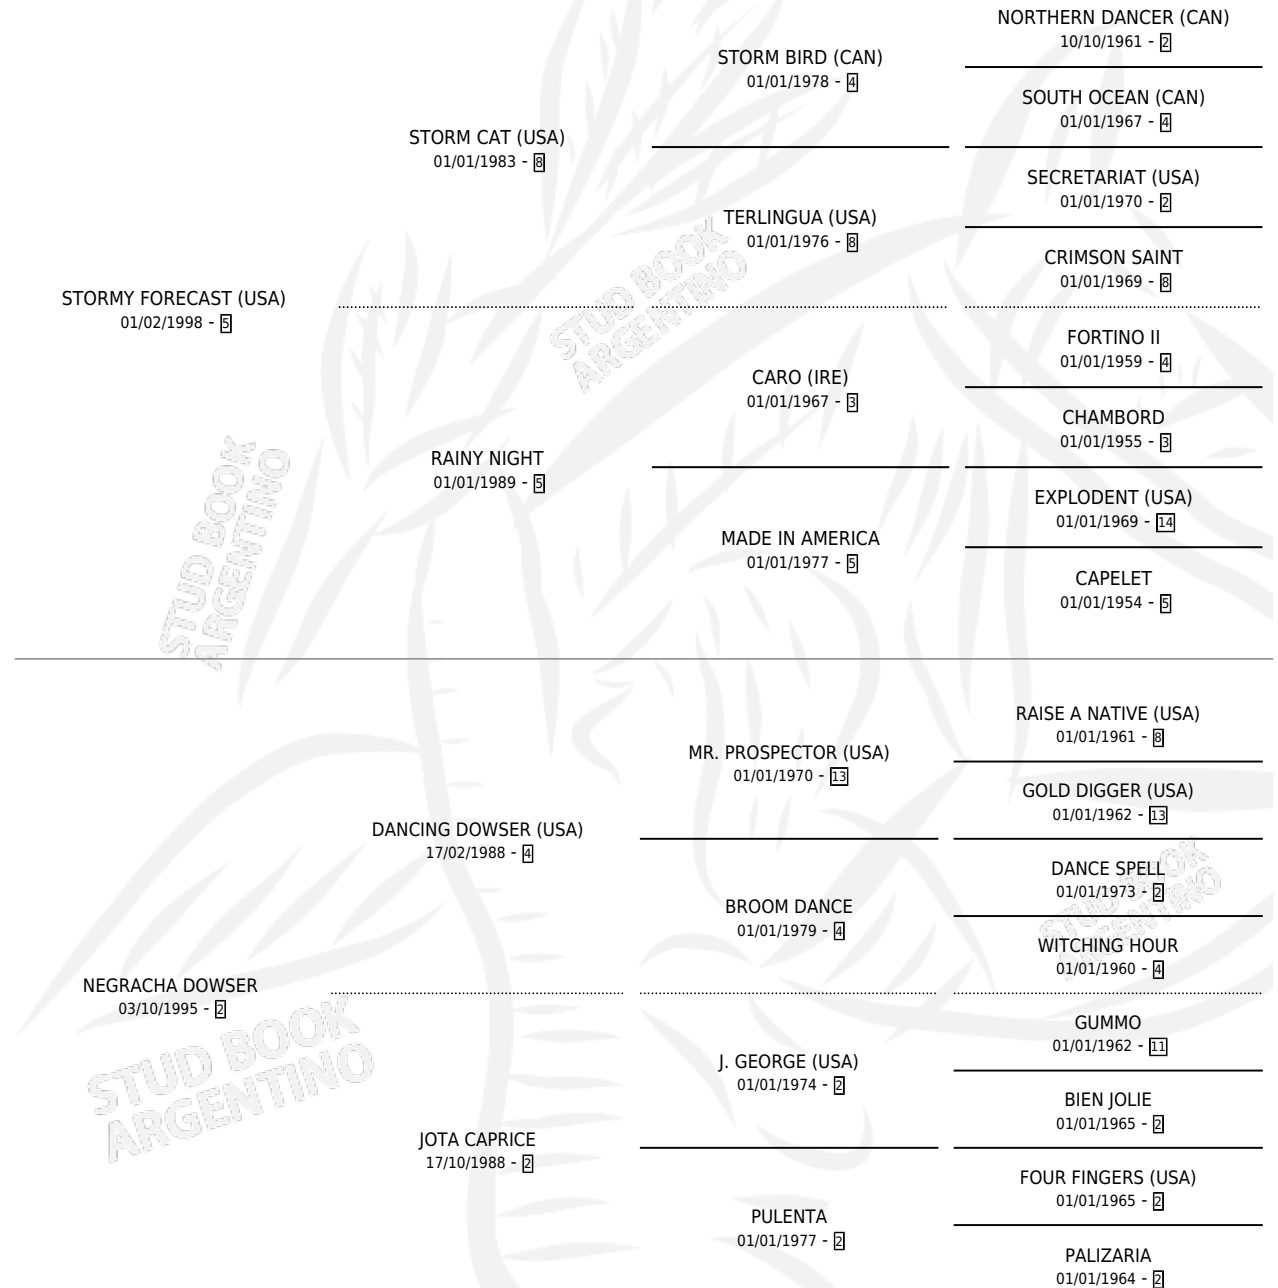 NORTHERN DANCER (CAN)
10/10/1961 - 2
STORM BIRD (CAN)
01/01/1978 - 4
SOUTH OCEAN (CAN)
01/01/1967 - 4
STORM CAT (USA)
01/01/1983 - 8
SECRETARIAT (USA)
01/01/1970 - 2
TERLINGUA (USA)
01/01/1976 - 8
CRIMSON SAINT
01/01/1969 - 8
STORMY FORECAST (USA)
01/02/1998 - 5
FORTINO II
01/01/1959 - 4
CARO (IRE)
01/01/1967 - 3
CHAMBORD
01/01/1955 - 3
RAINY NIGHT
01/01/1989 - 5
EXPLODENT (USA)
01/01/1969 - 14
MADE IN AMERICA
01/01/1977 - 5
CAPELET
01/01/1954 - 5
RAISE A NATIVE (USA)
01/01/1961 - 8
MR. PROSPECTOR (USA)
01/01/1970 - 13
GOLD DIGGER (USA)
01/01/1962 - 13
DANCING DOWSER (USA)
17/02/1988 - 4
DANCE SPELL
01/01/1973 - 2
BROOM DANCE
01/01/1979 - 4
WITCHING HOUR
01/01/1960 - 4
NEGRACHA DOWSER
03/10/1995 - 2
GUMMO
01/01/1962 - 11
J. GEORGE (USA)
01/01/1974 - 2
BIEN JOLIE
01/01/1965 - 2
JOTA CAPRICE
17/10/1988 - 2
FOUR FINGERS (USA)
01/01/1965 - 2
PULENTA
01/01/1977 - 2
PALIZARIA
01/01/1964 - 2
STUD BOOK
ARGENTINO
STUD BOOK
ARGENTINO
STUD BOOK
ARGENTINO
STUD BOOK
ARGENTINO